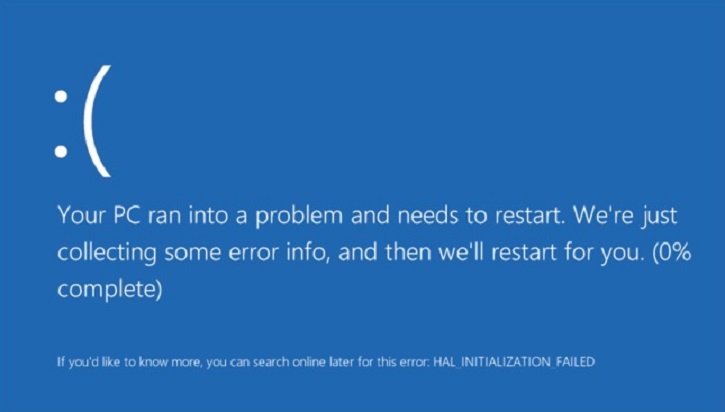 :(
Your PC ran into a problem and needs to restart. We're just
collecting some error info, and then we'll restart for you. (0%
complete)
If you'd like to know more, you can search online later for this error: HAL_INITIALIZATION_FAILED